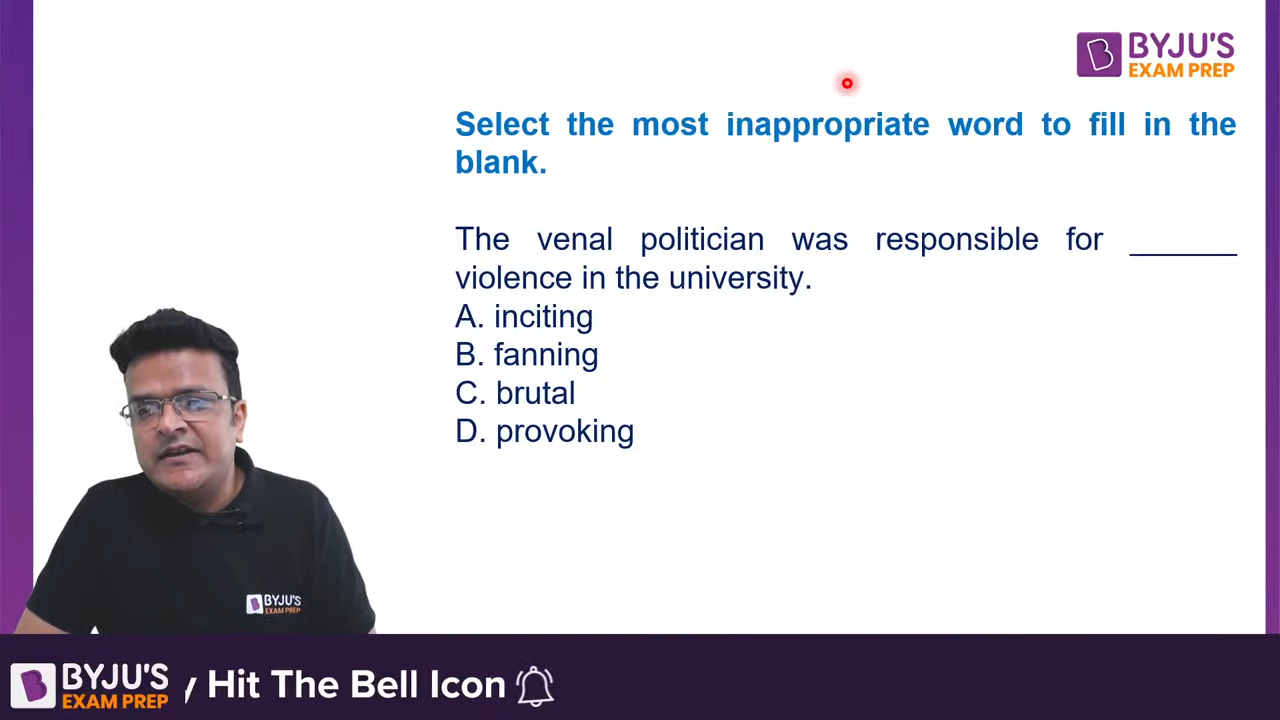 BYJU'S
EXAM PREP
Select the most inappropriate word to fill in the
blank.
The venal politician was responsible for _______
violence in the university.
A. inciting
B. fanning
C. brutal
D. provoking
BYJU'S
EXAM PREP
BYJU'S
EXAM PREP
y Hit The Bell Icon